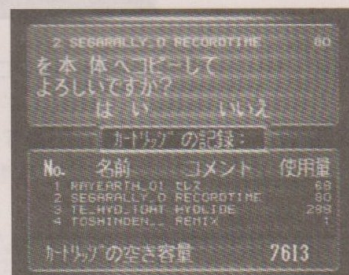 2 SEGARALLY_0 RECORDTIME 80
を本体へコピーして
よろしいですか?
はい いいえ
カートリッジの記録:
No. 名前 コメント 使用量
1 RAYEARTH_01 セレス 68
2 SEGARALLY_0 RECORDTIME 80
3 TE_HYO_IGHT HYOLIOE 288
4 TOSHINDEN__ REMIX 1
カートリッジの空き容量 7613